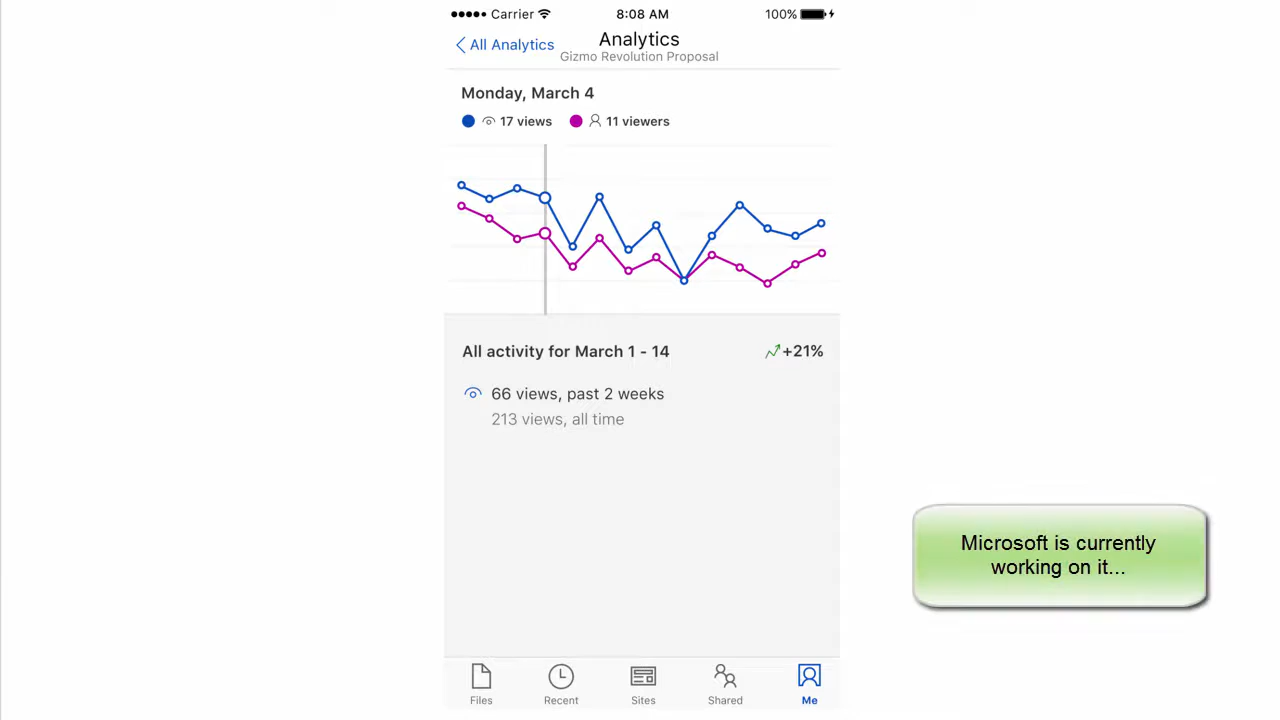 Carrier 8:08 AM 100%
All Analytics
Analytics
Gizmo Revolution Proposal
Monday, March 4
17 views 11 viewers
All activity for March 1 - 14 +21%
66 views, past 2 weeks
213 views, all time
Microsoft is currently
working on it...
Files Recent Sites Shared Me